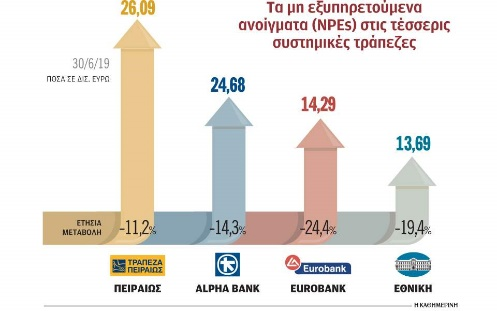 Τα μη εξυπηρετούμενα
ανοίγματα (NPEs) στις τέσσερις
συστημικές τράπεζες
30/6/19
ΠΟΣΑ ΣΕ ΔΙΣ. ΕΥΡΩ
26,09
24,68
14,29
13,69
ΕΤΗΣΙΑ
ΜΕΤΑΒΟΛΗ
-11,2%
-14,3%
-24,4%
-19,4%
ΤΡΑΠΕΖΑ
ΠΕΙΡΑΙΩΣ
Eurobank
ΠΕΙΡΑΙΩΣ
ALPHA BANK
EUROBANK
ΕΘΝΙΚΗ
Η ΚΑΘΗΜΕΡΙΝΗ